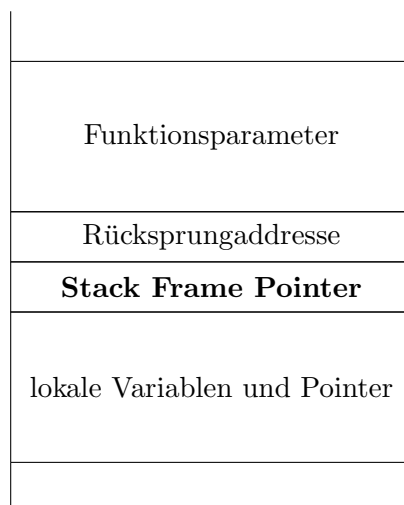 Funktionsparameter
Rücksprungaddresse
Stack Frame Pointer
lokale Variablen und Pointer